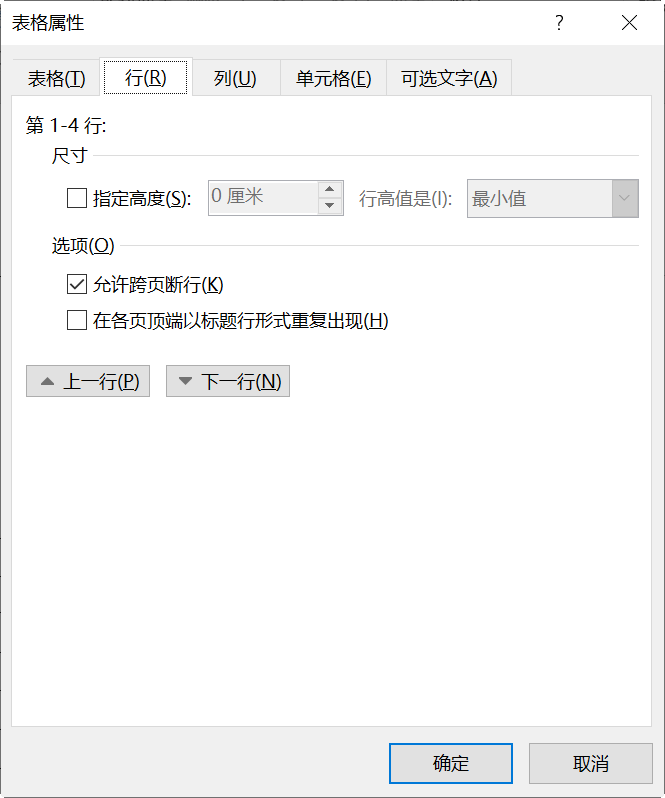 表格属性 ?
表格(T) 行(R) 列(U) 单元格(E) 可选文字(A)
第 1-4 行:
尺寸
指定高度(S): 0 厘米 行高值是(I): 最小值
选项(O)
允许跨页断行(K)
在各页顶端以标题行形式重复出现(H)
上一行(P) 下一行(N)
确定 取消